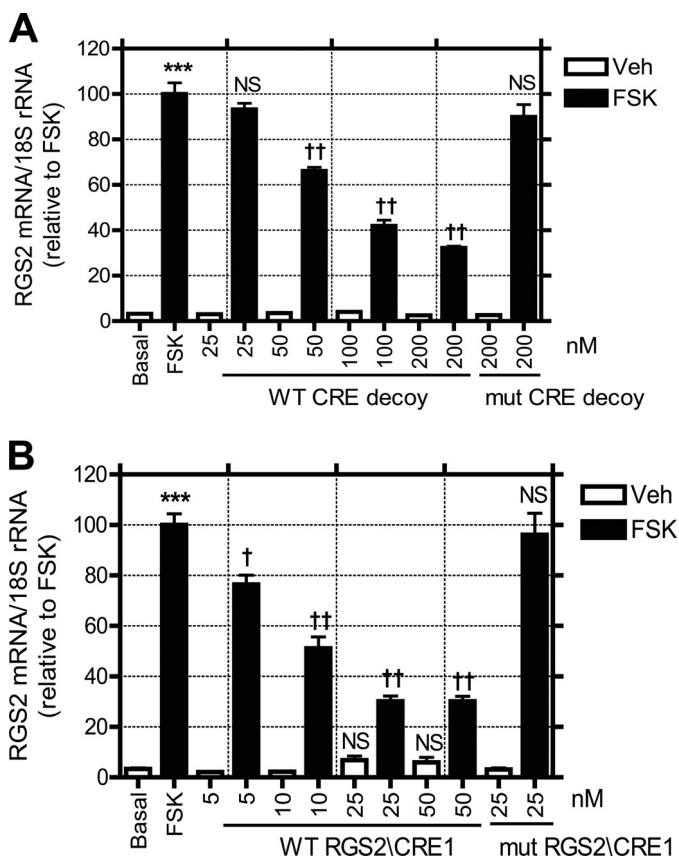 A
RGS2 mRNA/18S rRNA
(relative to FSK)
120
100
80
60
40
20
0
***
NS
††
††
††
NS
Veh
FSK
Basal
FSK
25
25
50
50
100
100
200
200
200
200
nM
WT CRE decoy
mut CRE decoy
B
RGS2 mRNA/18S rRNA
(relative to FSK)
120
100
80
60
40
20
0
***
†
††
NS
††
NS
††
NS
Veh
FSK
Basal
FSK
5
5
10
10
25
25
50
50
25
25
nM
WT RGS2\CRE1
mut RGS2\CRE1